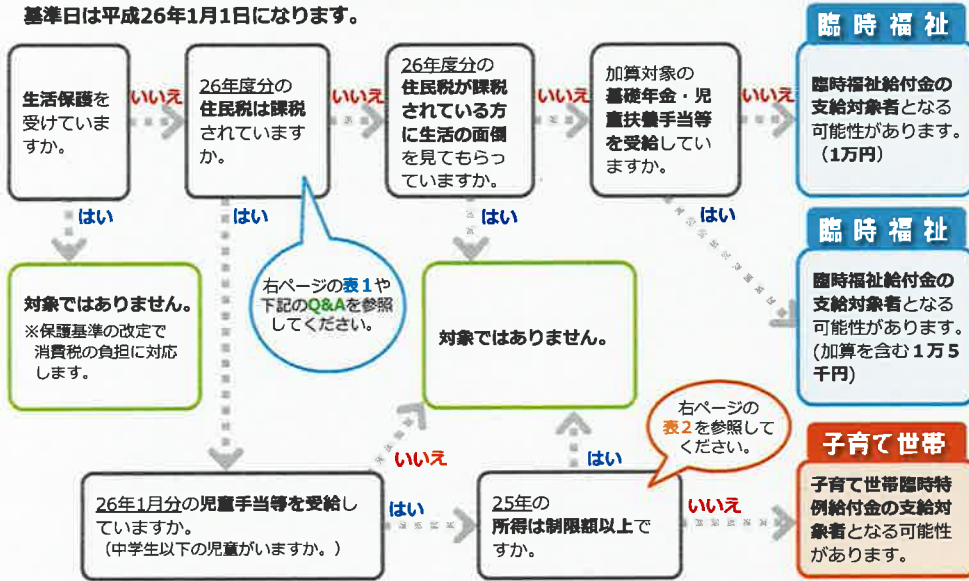 基準日は平成26年1月1日になります。
生活保護を
受けていま
すか。
いいえ
はい
26年度分の
住民税は課税
されています
か。
いいえ
はい
26年度分の
住民税が課税
されている方
に生活の面倒
を見てもらっ
ていますか。
いいえ
はい
加算対象の
基礎年金・児
童扶養手当等
を受給してい
ますか。
いいえ
はい
臨時福祉
臨時福祉給付金の
支給対象者となる
可能性があります。
（1万円）
臨時福祉
臨時福祉給付金の
支給対象者となる
可能性があります。
(加算を含む１万５
千円)
対象ではありません。
※保護基準の改定で
消費税の負担に対応
します。
右ページの表１や
下記のQ&Aを参照
してください。
対象ではありません。
右ページの
表２を参照して
ください。
26年1月分の児童手当等を受給し
ていますか。
（中学生以下の児童がいますか。）
いいえ
はい
25年の
所得は制限額以上で
すか。
はい
いいえ
子育て世帯
子育て世帯臨時特
例給付金の支給対
象者となる可能性
があります。